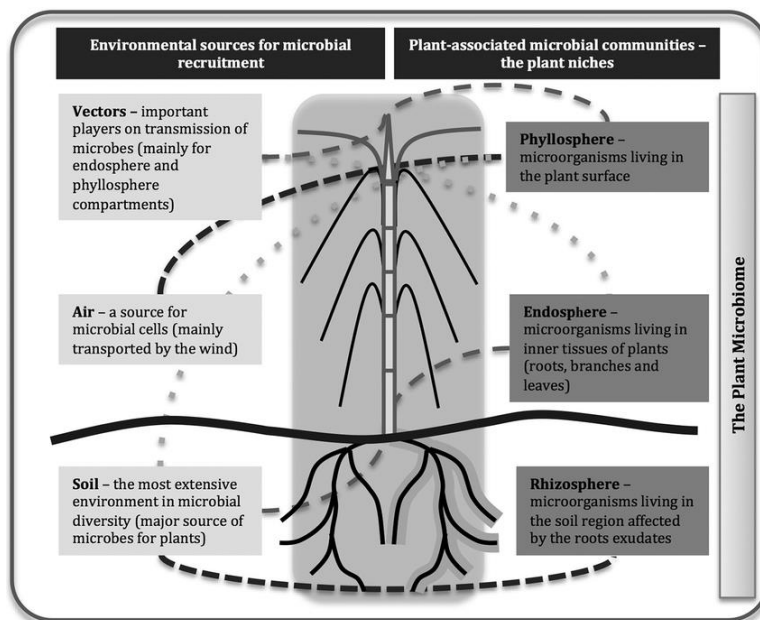 Environmental sources for microbial
recruitment
Plant-associated microbial communities –
the plant niches
Vectors – important
players on transmission of
microbes (mainly for
endosphere and
phyllosphere
compartments)
Phyllosphere –
microorganisms living in
the plant surface
Air – a source for
microbial cells (mainly
transported by the wind)
Endosphere –
microorganisms living in
inner tissues of plants
(roots, branches and
leaves)
Soil – the most extensive
environment in microbial
diversity (major source of
microbes for plants)
Rhizosphere –
microorganisms living in
the soil region affected
by the roots exudates
The Plant Microbiome